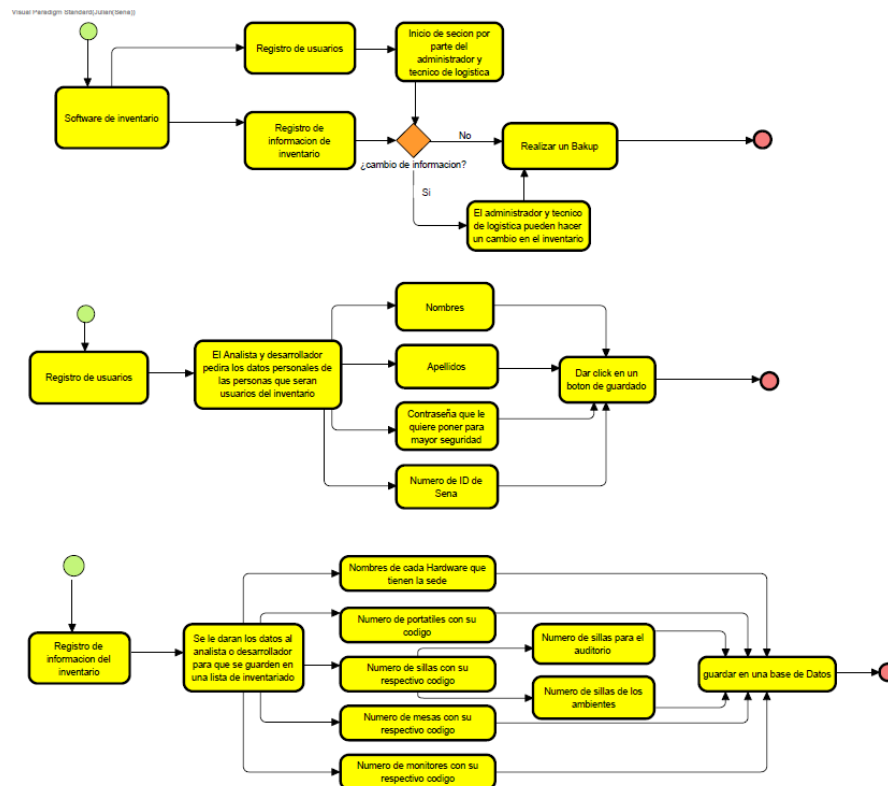 Visual Paradigm Standard(Julian(Sena))
Registro de usuarios
Inicio de secion por
parte del
administrador y
tecnico de logistica
Software de inventario
Registro de
informacion de
inventario
No
Realizar un Bakup
¿cambio de informacion?
Si
El administrador y tecnico
de logistica pueden hacer
un cambio en el inventario
Registro de usuarios
El Analista y desarrollador
pedira los datos personales de
las personas que seran
usuarios del inventario
Nombres
Apellidos
Contraseña que le
quiere poner para
mayor seguridad
Numero de ID de
Sena
Dar click en un
boton de guardado
Registro de
informacion del
inventario
Se le daran los datos al
analista o desarrollador
para que se guarden en
una lista de inventariado
Nombres de cada Hardware que
tienen la sede
Numero de portatiles con su
codigo
Numero de sillas con su
respectivo codigo
Numero de sillas para el
auditorio
Numero de sillas de los
ambientes
Numero de mesas con su
respectivo codigo
Numero de monitores con su
respectivo codigo
guardar en una base de Datos